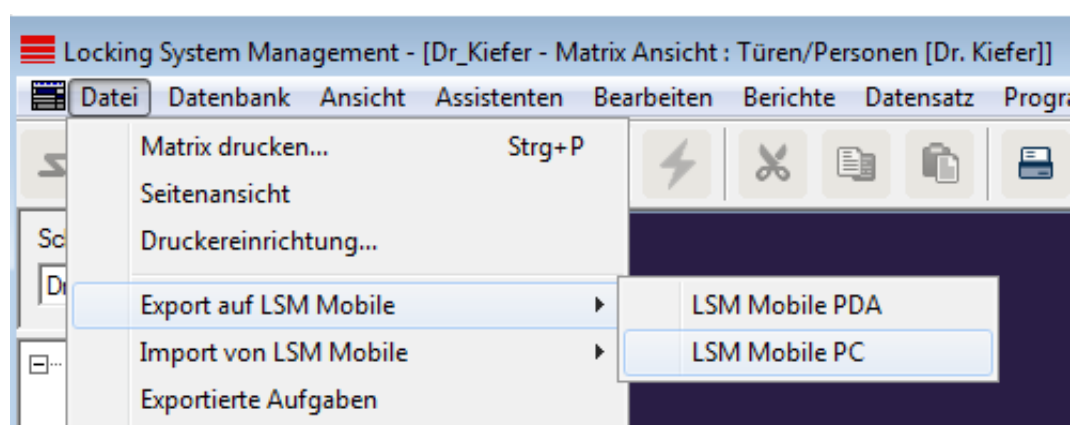 Locking System Management - [Dr_Kiefer - Matrix Ansicht : Türen/Personen [Dr. Kiefer]]
Datei Datenbank Ansicht Assistenten Bearbeiten Berichte Datensatz Progra
Matrix drucken... Strg+P
Seitenansicht
Druckereinrichtung...
Export auf LSM Mobile LSM Mobile PDA
Import von LSM Mobile LSM Mobile PC
Exportierte Aufgaben